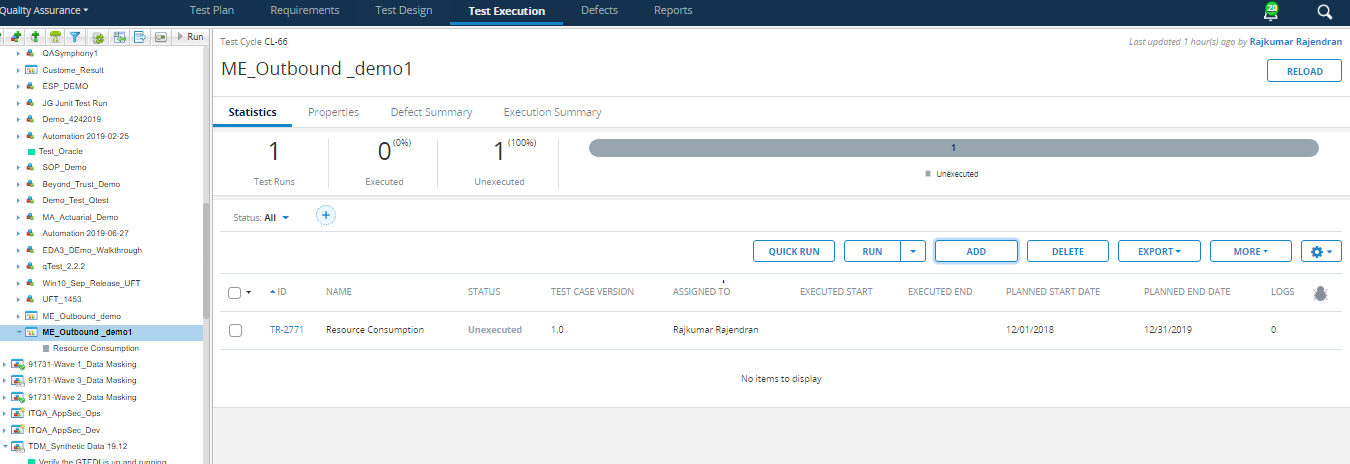 Quality Assurance
Test Plan
Requirements
Test Design
Test Execution
Defects
Reports
20
Run
QASymphony1
Custome_Result
ESP_DEMO
JG Junit Test Run
Demo_4242019
Automation 2019-02-25
Test_Oracle
SOP_Demo
Beyond_Trust_Demo
Demo_Test_Qtest
MA_Actuarial_Demo
Automation 2019-06-27
EDA3_DEmo_Walkthrough
qTest_2.2.2
Win10_Sep_Release_UFT
UFT_1453
ME_Outbound_demo
ME_Outbound _demo1
Resource Consumption
91731-Wave 1_Data Masking
91731-Wave 3_Data Masking
91731-Wave 2_Data Masking
ITQA_AppSec_Ops
ITQA_AppSec_Dev
TDM_Synthetic Data 19.12
Verify the GTEDI is up and running
Test Cycle CL-66
Last updated 1 hour(s) ago by Rajkumar Rajendran
ME_Outbound _demo1
RELOAD
Statistics
Properties
Defect Summary
Execution Summary
1
Test Runs
0 (0%)
Executed
1 (100%)
Unexecuted
1
Unexecuted
Status: All
QUICK RUN
RUN
ADD
DELETE
EXPORT
MORE
ID NAME STATUS TEST CASE VERSION ASSIGNED TO EXECUTED START EXECUTED END PLANNED START DATE PLANNED END DATE LOGS
TR-2771 Resource Consumption Unexecuted 1.0 Rajkumar Rajendran 12/01/2018 12/31/2019 0
No items to display